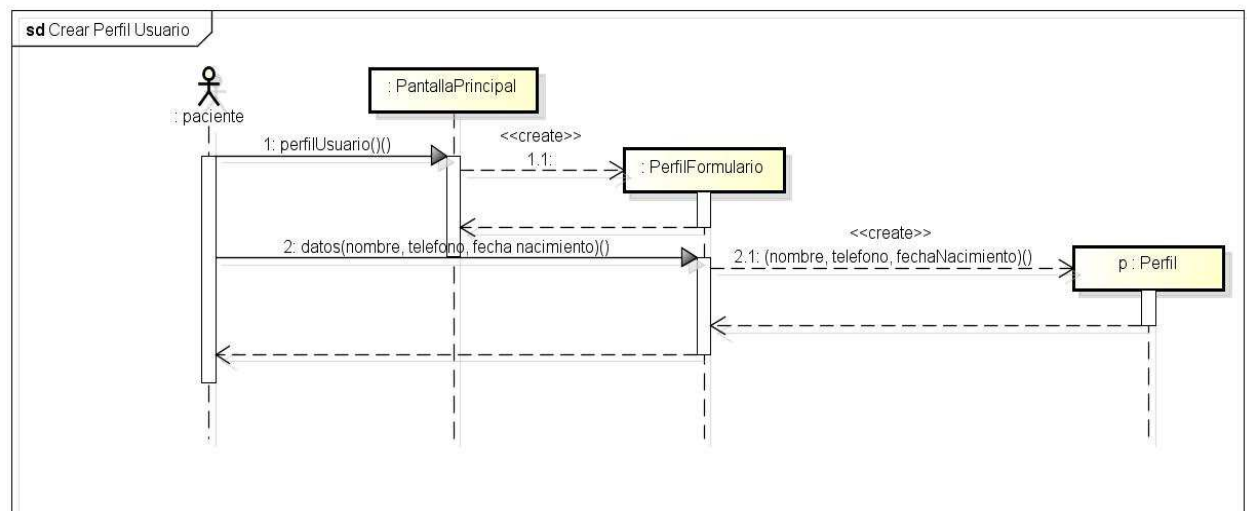 sd Crear Perfil Usuario
: paciente
: PantallaPrincipal
1: perfilUsuario()()
<<create>>
1.1:
: PerfilFormulario
2: datos(nombre, telefono, fecha nacimiento)()
<<create>>
2.1: (nombre, telefono, fechaNacimiento)()
p : Perfil